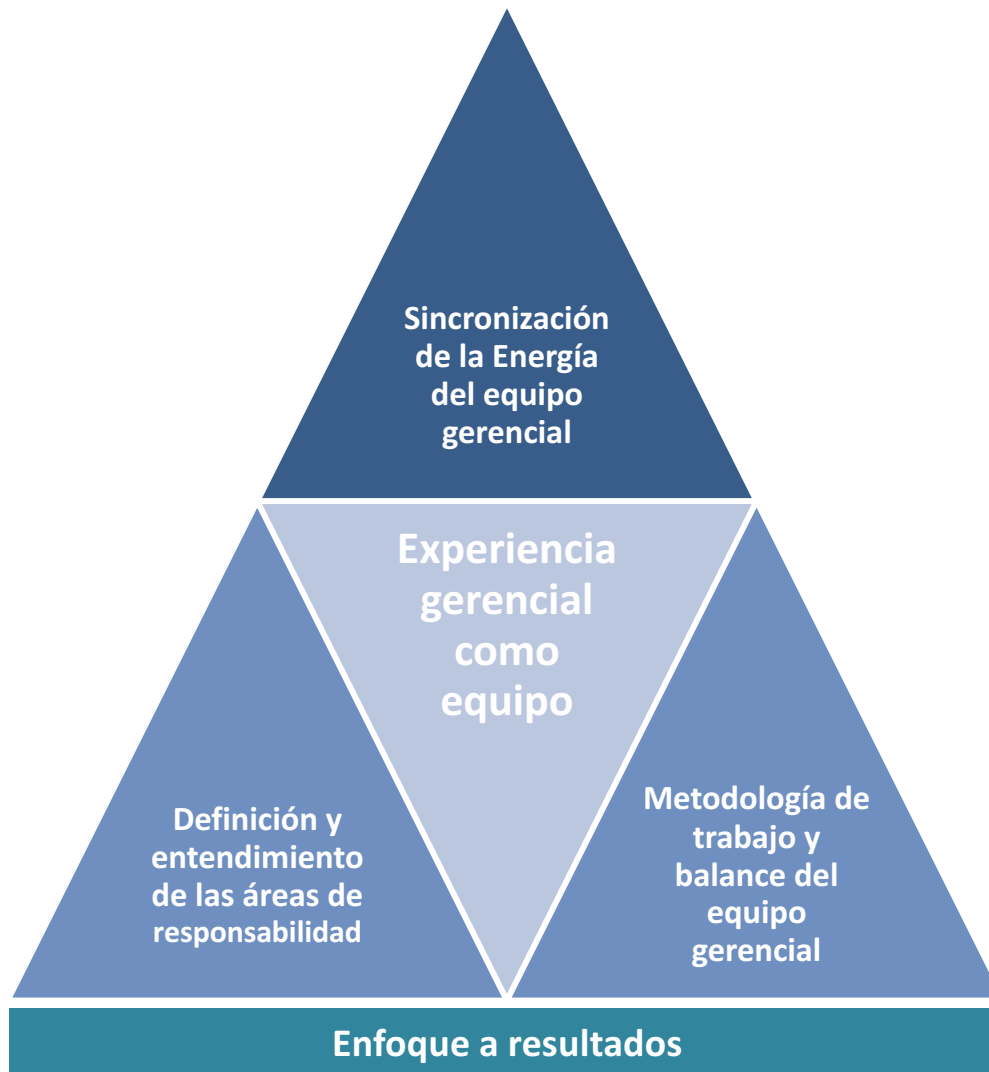 Sincronización
de la Energía
del equipo
gerencial
Experiencia
gerencial
como
equipo
Definición y
entendimiento
de las áreas de
responsabilidad
Metodología de
trabajo y
balance del
equipo
gerencial
Enfoque a resultados